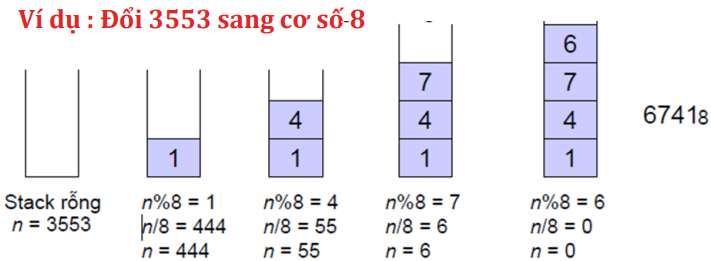 Ví dụ : Đổi 3553 sang cơ số 8
6
7 7
4 4 4
1 1 1 1
6741₈
Stack rỗng n%8 = 1 n%8 = 4 n%8 = 7 n%8 = 6
n = 3553 n/8 = 444 n/8 = 55 n/8 = 6 n/8 = 0
n = 444 n = 55 n = 6 n = 0